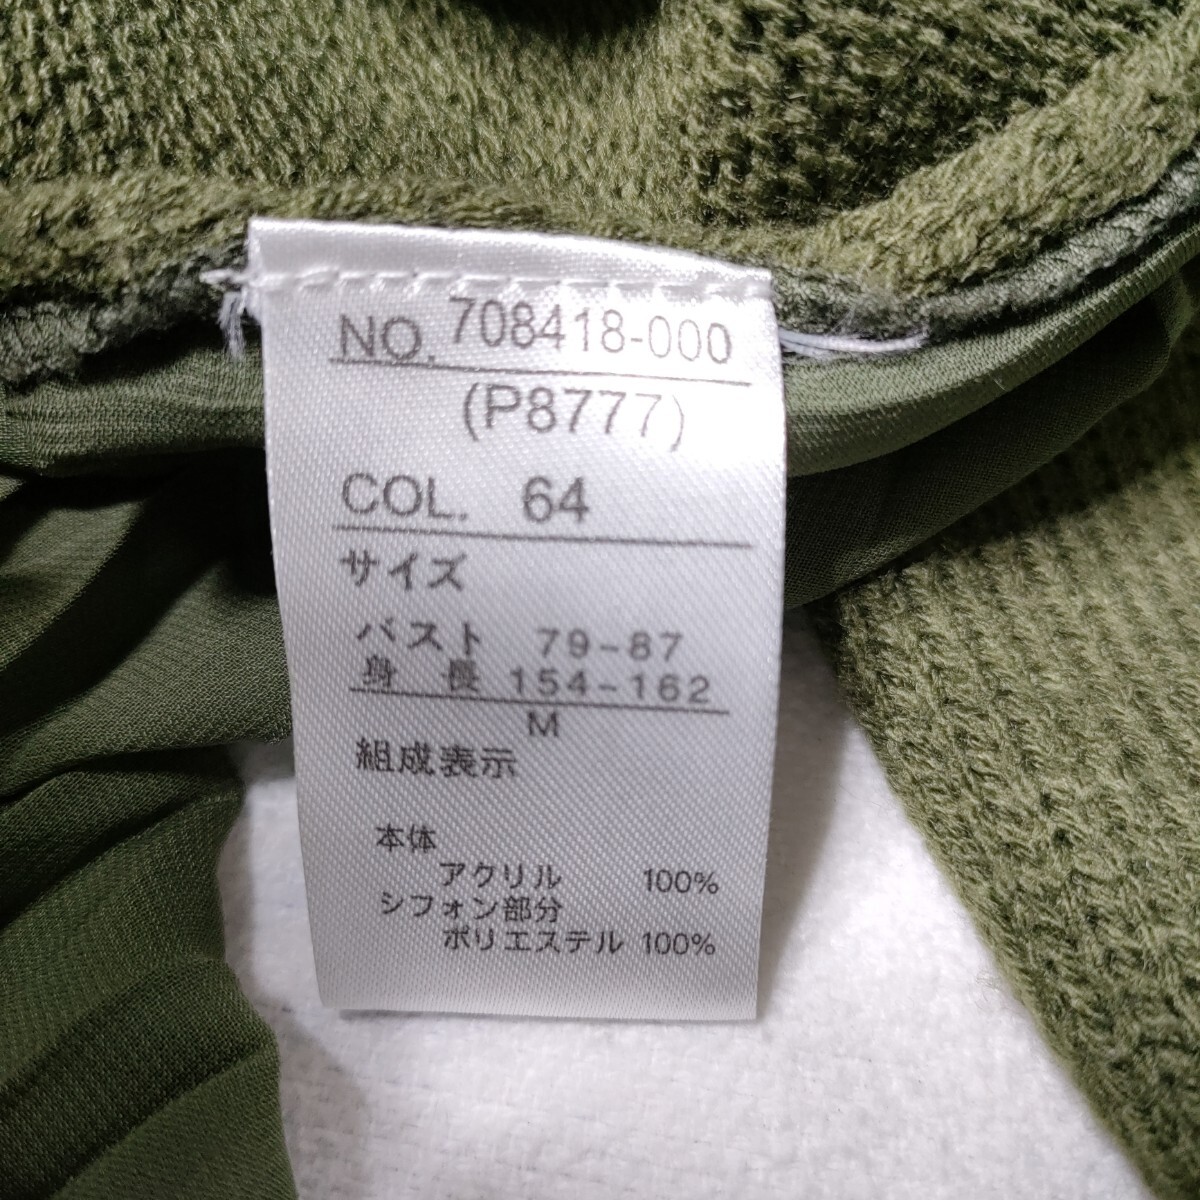 NO. 708418-000
(P8777)
COL. 64
サイズ
バスト 79-87
身 長 154-162
M
組成表示
本体
アクリル 100%
シフォン部分
ポリエステル 100%